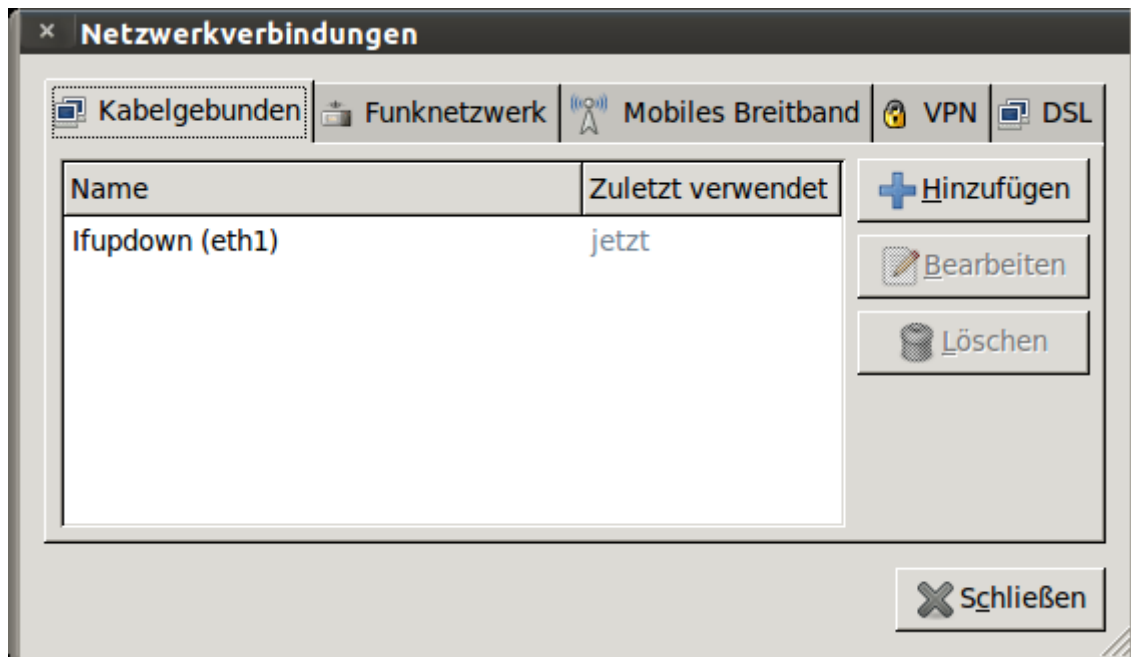 Netzwerkverbindungen
Kabelgebunden Funknetzwerk Mobiles Breitband VPN DSL
Name Zuletzt verwendet Hinzufügen
Ifupdown (eth1) jetzt
Bearbeiten
Löschen
Schließen